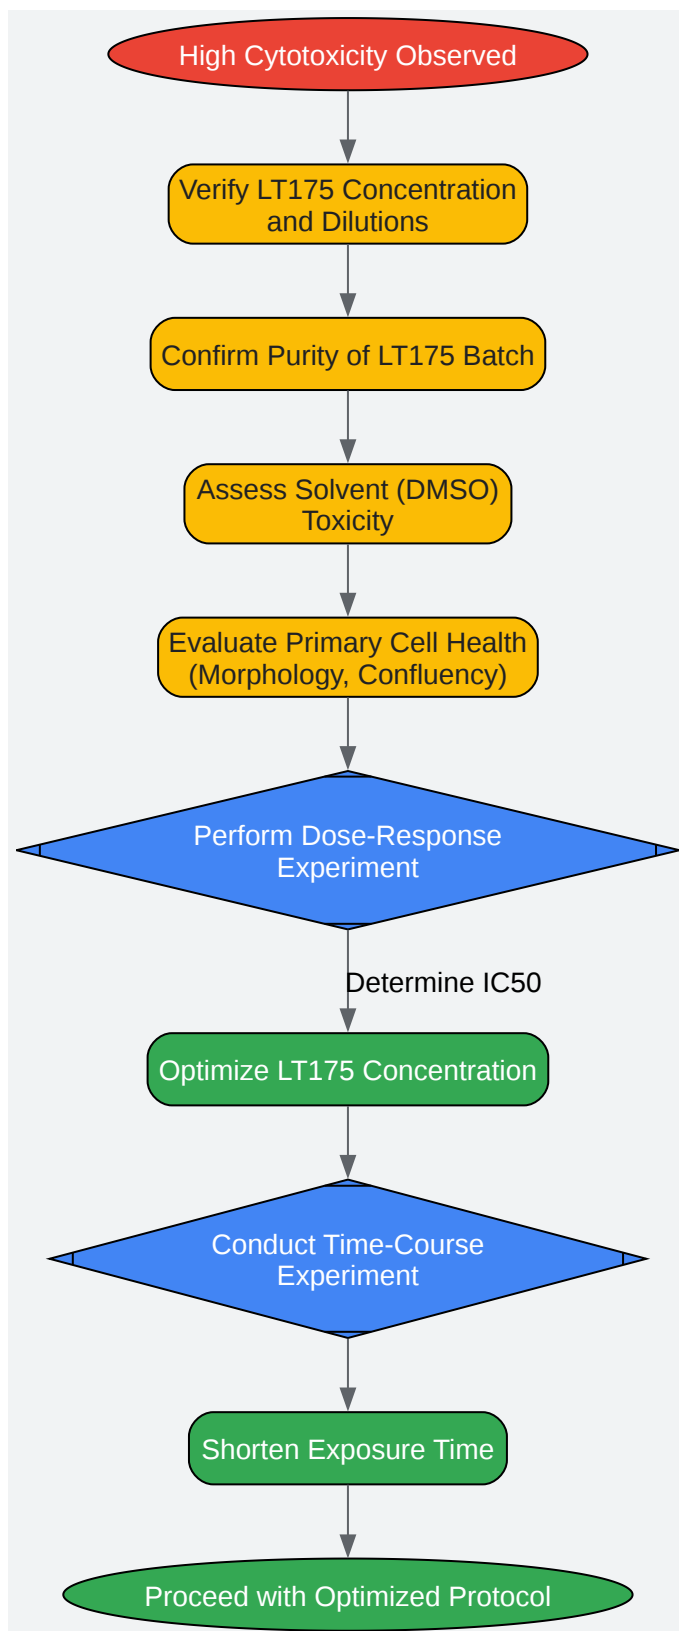 High Cytotoxicity Observed
Verify LT175 Concentration
and Dilutions
Confirm Purity of LT175 Batch
Assess Solvent (DMSO)
Toxicity
Evaluate Primary Cell Health
(Morphology, Confluency)
Perform Dose-Response
Experiment
Determine IC50
Optimize LT175 Concentration
Conduct Time-Course
Experiment
Shorten Exposure Time
Proceed with Optimized Protocol